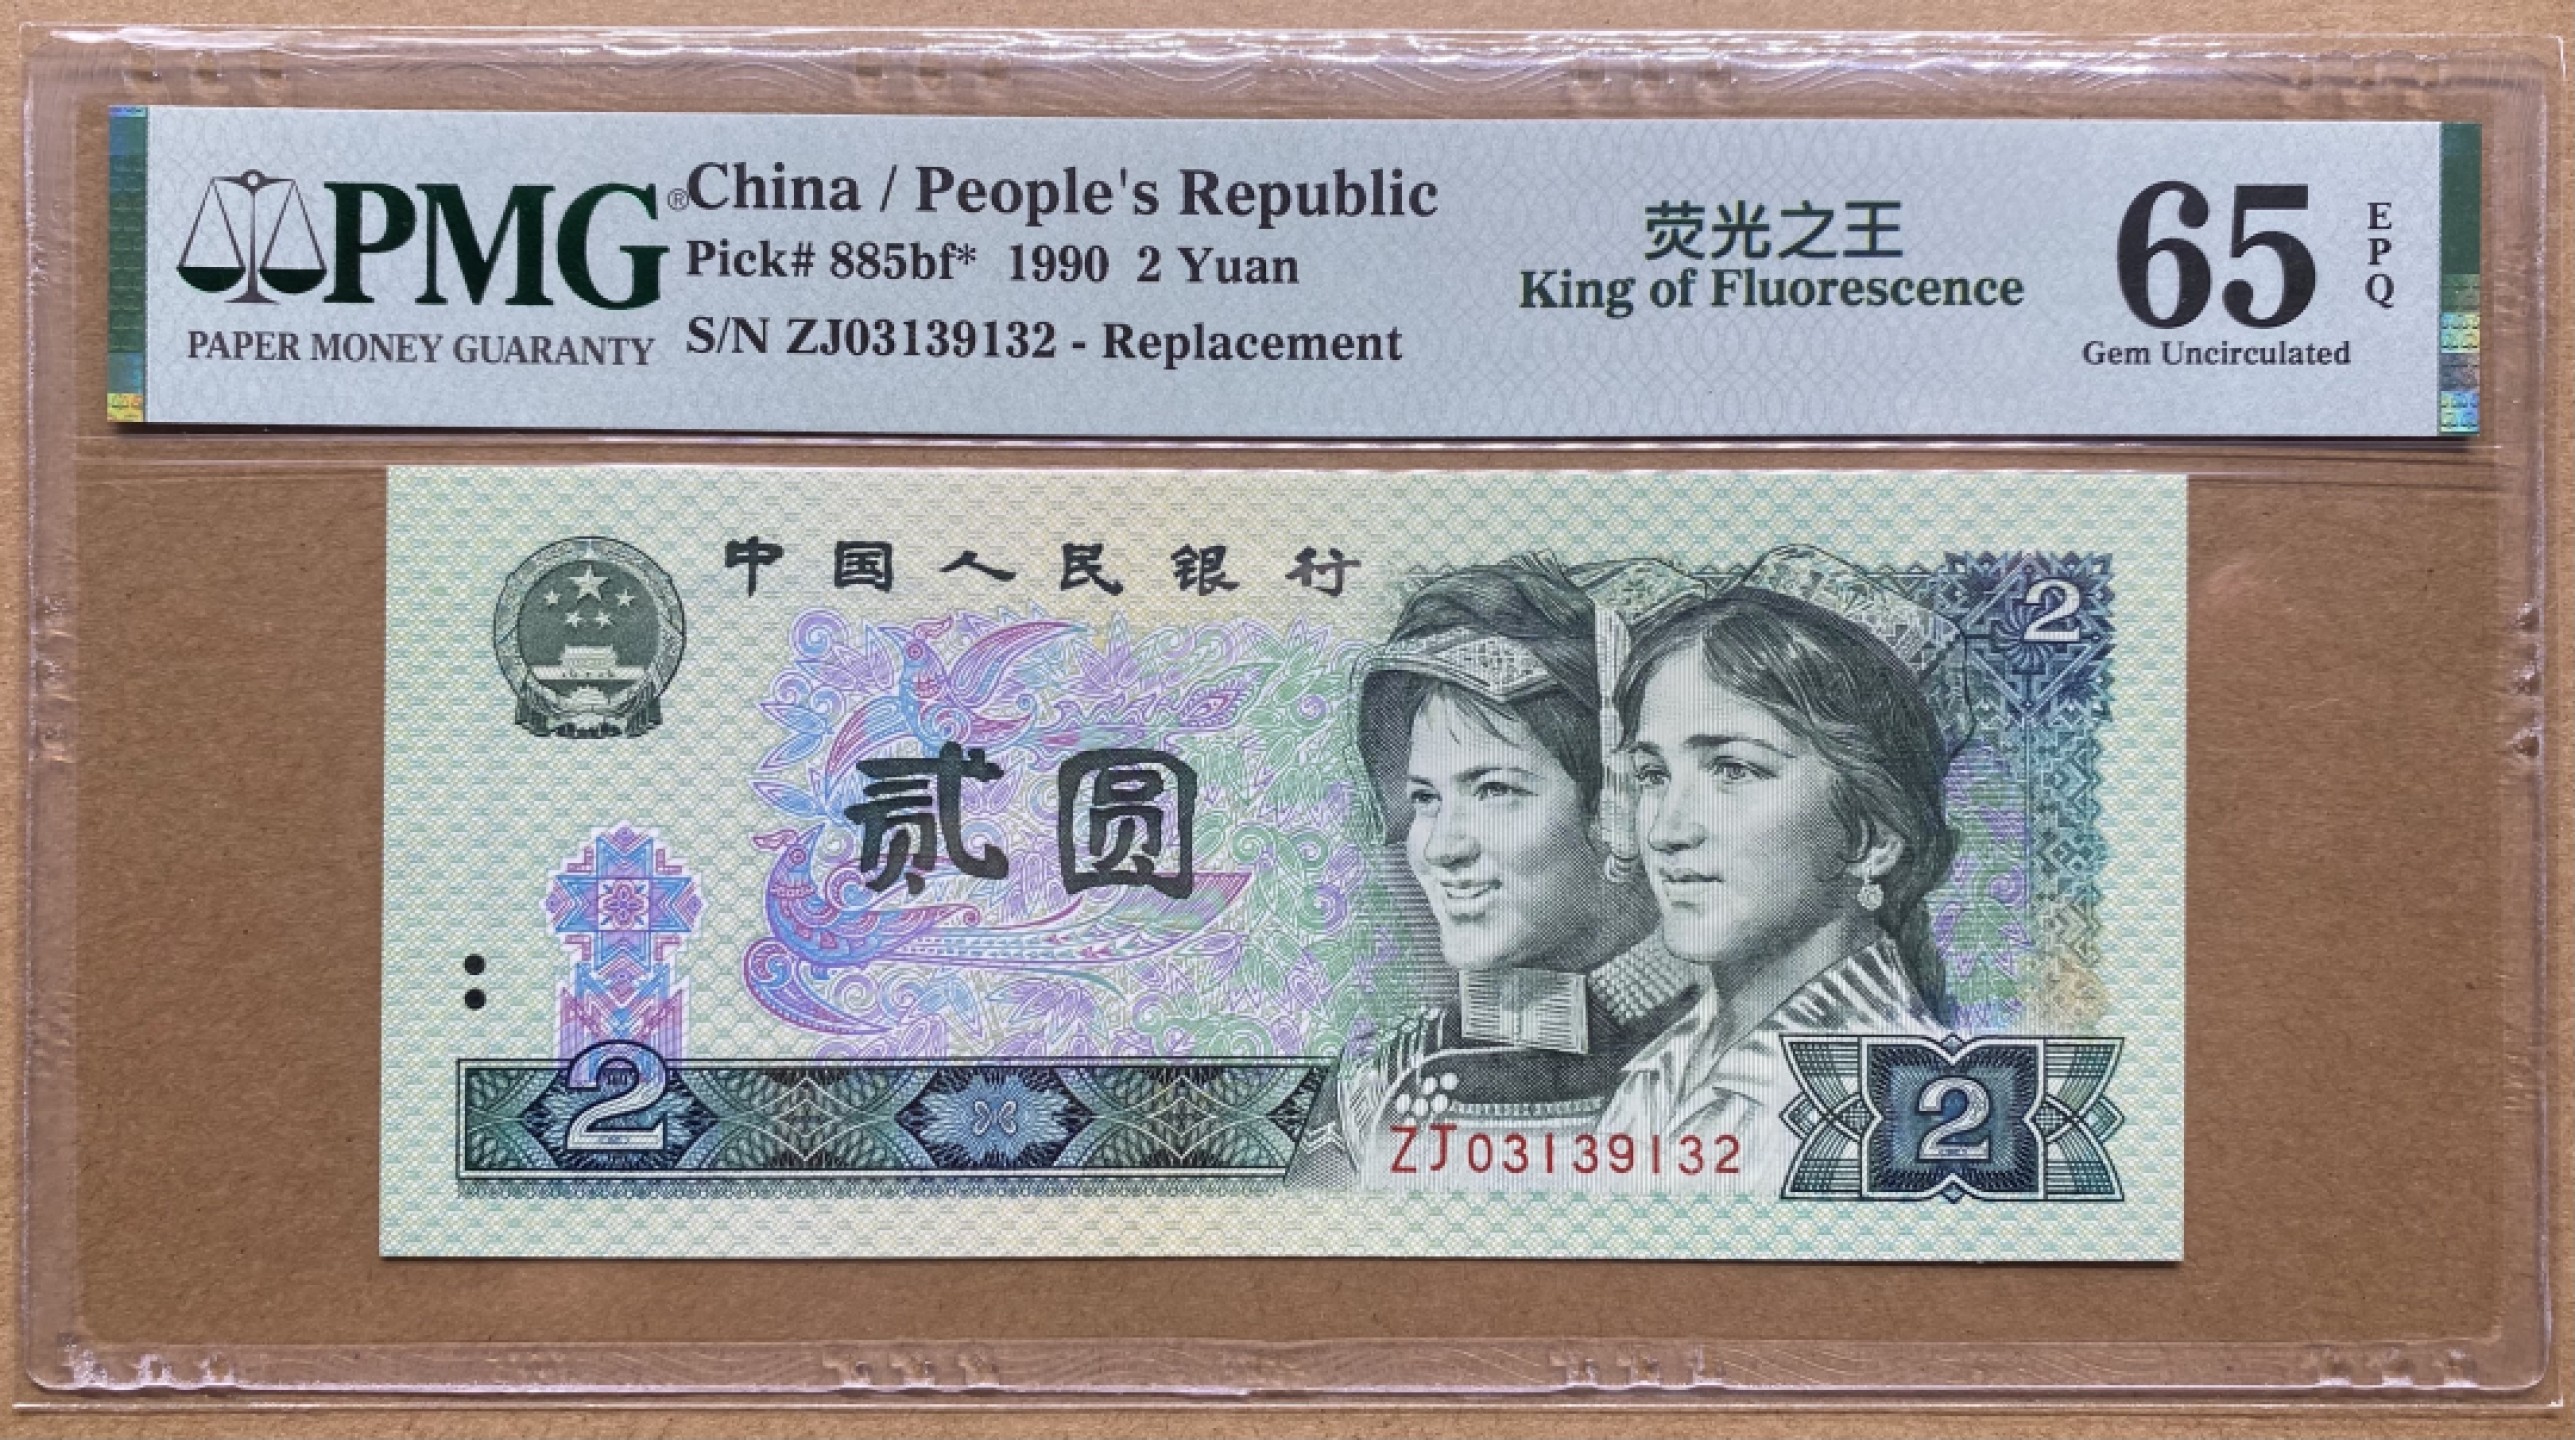 PMG®
PAPER MONEY GUARANTY
China / People's Republic
Pick# 885bf* 1990 2 Yuan
S/N ZJ03139132 - Replacement
荧光之王
King of Fluorescence
65
EPQ
Gem Uncirculated
中国人民银行
2
贰圆
2
ZJ03139132
2